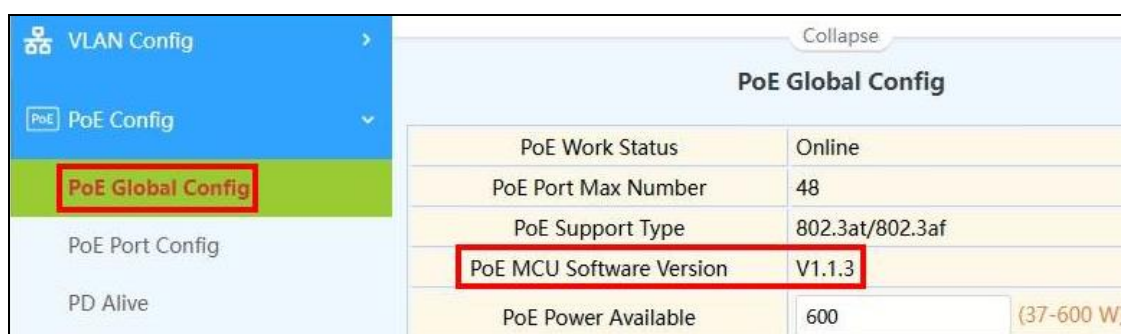 VLAN Config
PoE PoE Config
PoE Global Config
PoE Port Config
PD Alive
Collapse
PoE Global Config
PoE Work Status Online
PoE Port Max Number 48
PoE Support Type 802.3at/802.3af
PoE MCU Software Version V1.1.3
PoE Power Available 600 (37-600 W)